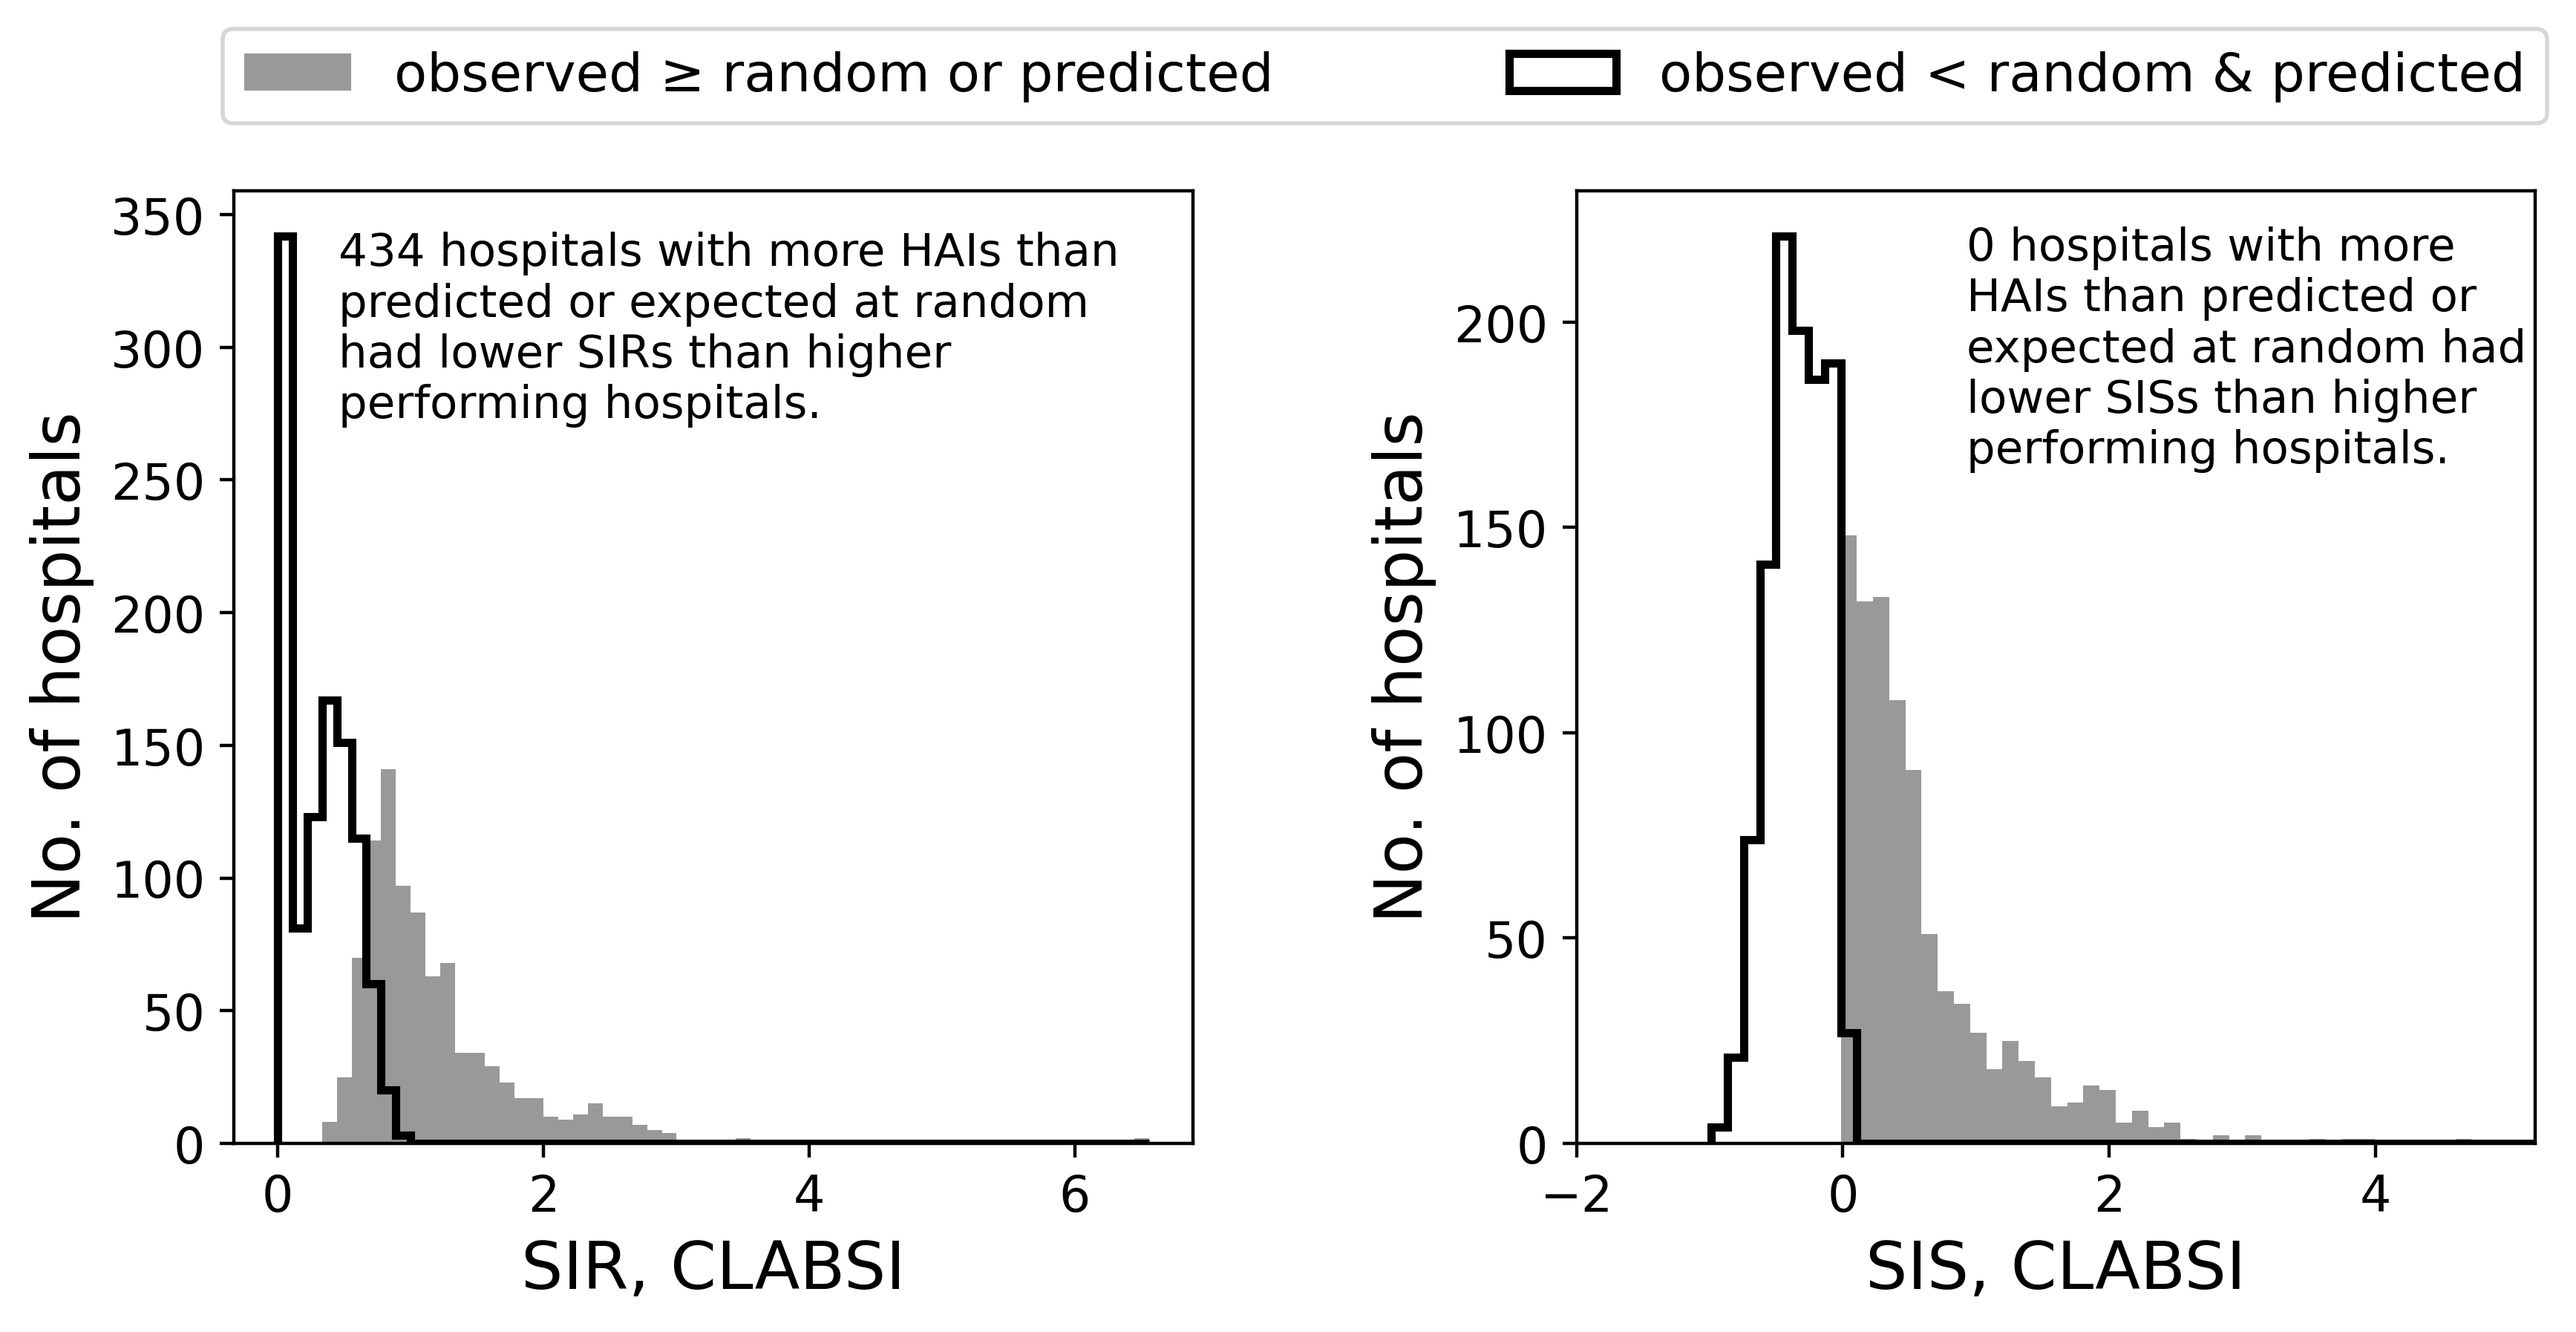 observed ≥ random or predicted
observed < random & predicted
No. of hospitals
350
300
250
200
150
100
50
0
434 hospitals with more HAIs than
predicted or expected at random
had lower SIRs than higher
performing hospitals.
0 2 4 6
SIR, CLABSI
No. of hospitals
200
150
100
50
0
0 hospitals with more
HAIs than predicted or
expected at random had
lower SISs than higher
performing hospitals.
−2 0 2 4
SIS, CLABSI